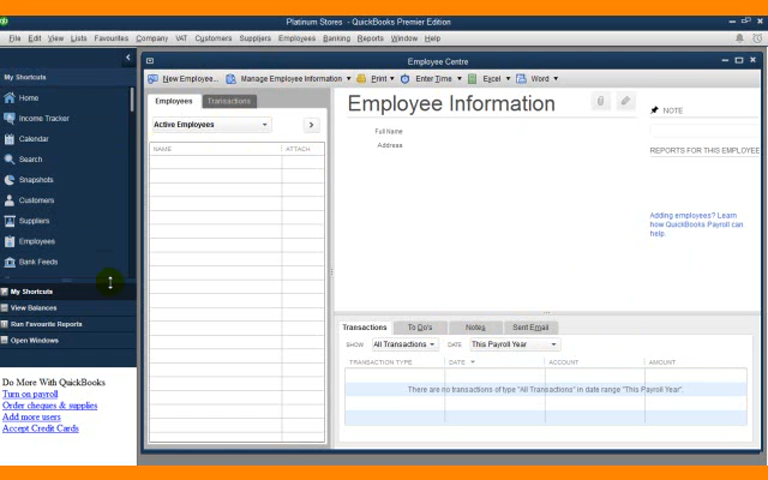 Platinum Stores - QuickBooks Premier Edition
File Edit View Lists Favourites Company VAT Customers Suppliers Employees Banking Reports Window Help
My Shortcuts
Home
Income Tracker
Calendar
Search
Snapshots
Customers
Suppliers
Employees
Bank Feeds
My Shortcuts
View Balances
Run Favourite Reports
Open Windows
Do More With QuickBooks
Turn on payroll
Order cheques & supplies
Add more users
Accept Credit Cards
Employee Centre
New Employee... Manage Employee Information Print Enter Time Excel Word
Employees Transactions
Active Employees
NAME ATTACH
Employee Information
Full Name
Address
NOTE
REPORTS FOR THIS EMPLOYEE
Adding employees? Learn
how QuickBooks Payroll can
help.
Transactions To Do's Notes Sent Email
SHOW All Transactions DATE This Payroll Year
TRANSACTION TYPE DATE ACCOUNT AMOUNT
There are no transactions of type "All Transactions" in date range "This Payroll Year".